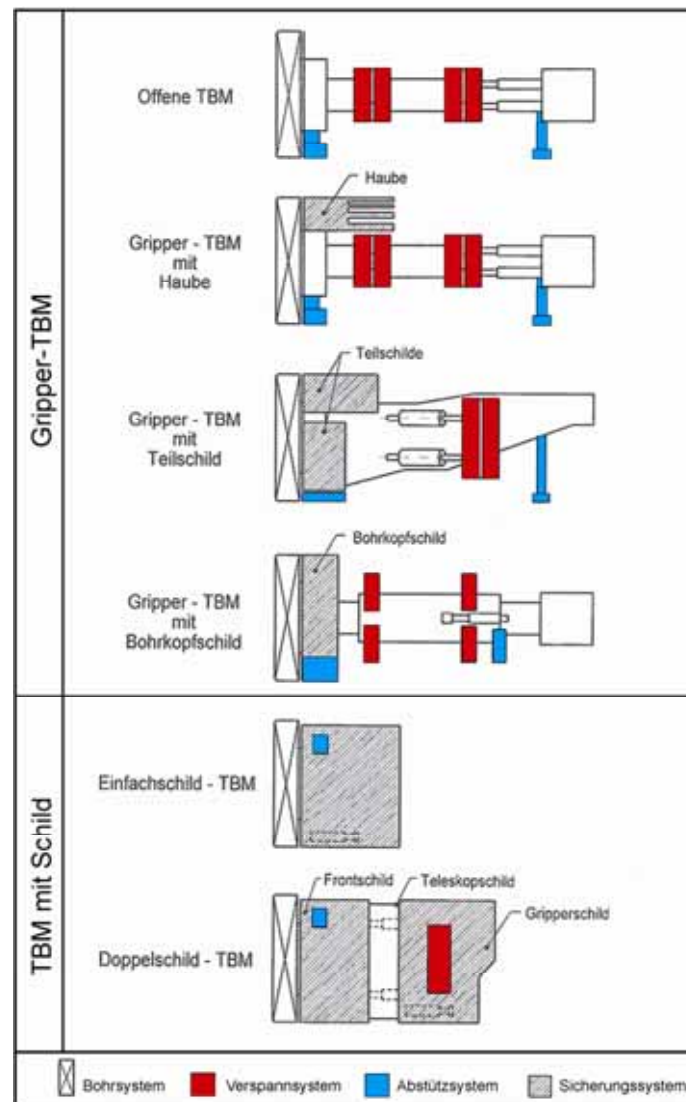 Gripper-TBM
Offene TBM
Haube
Gripper - TBM
mit
Haube
Teilschilde
Gripper - TBM
mit
Teilschild
Bohrkopfschild
Gripper - TBM
mit
Bohrkopfschild
TBM mit Schild
Einfachschild - TBM
Frontschild
Teleskopschild
Gripperschild
Doppelschild - TBM
Bohrsystem Verspannsystem Abstützsystem Sicherungssystem